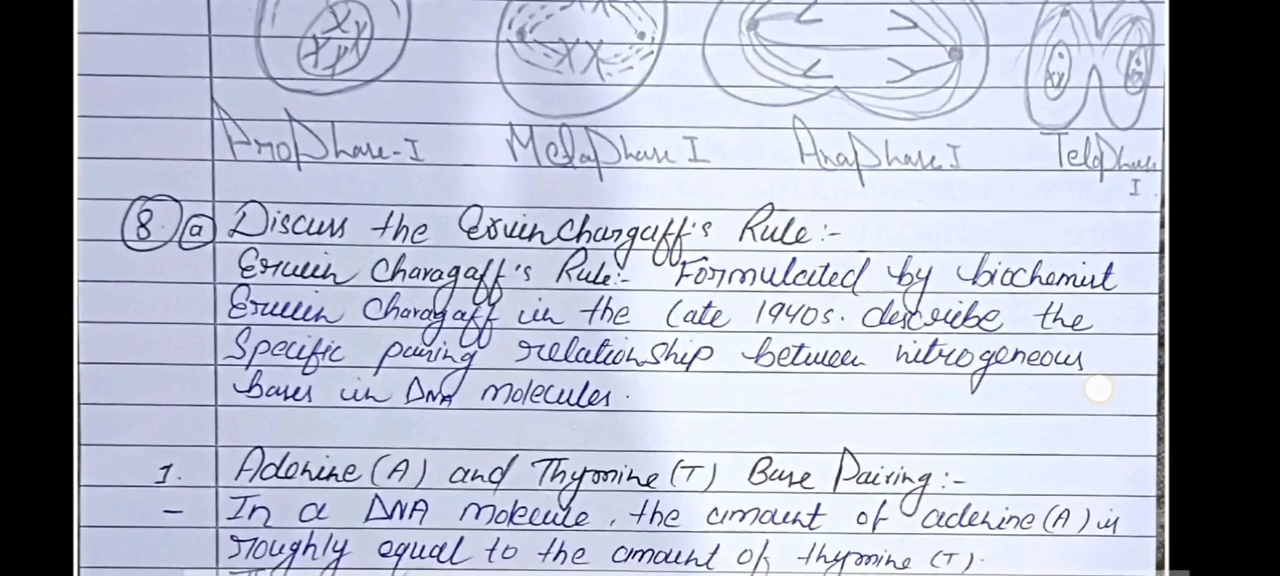 Prophase-I Metaphase I Anaphase I Telophase
I.
8. a Discuss the Erwin chargaff's Rule:-
Erwin Charagaff's Rule:- Formulated by biochemist
Erwin Charagaff in the late 1940s. describe the
Specific pairing relationship between nitrogeneous
bases in DNA molecules.
1. Adenine (A) and Thymine (T) Base Pairing:-
- In a DNA molecule, the amount of adenine (A) is
roughly equal to the amount of thymine (T).